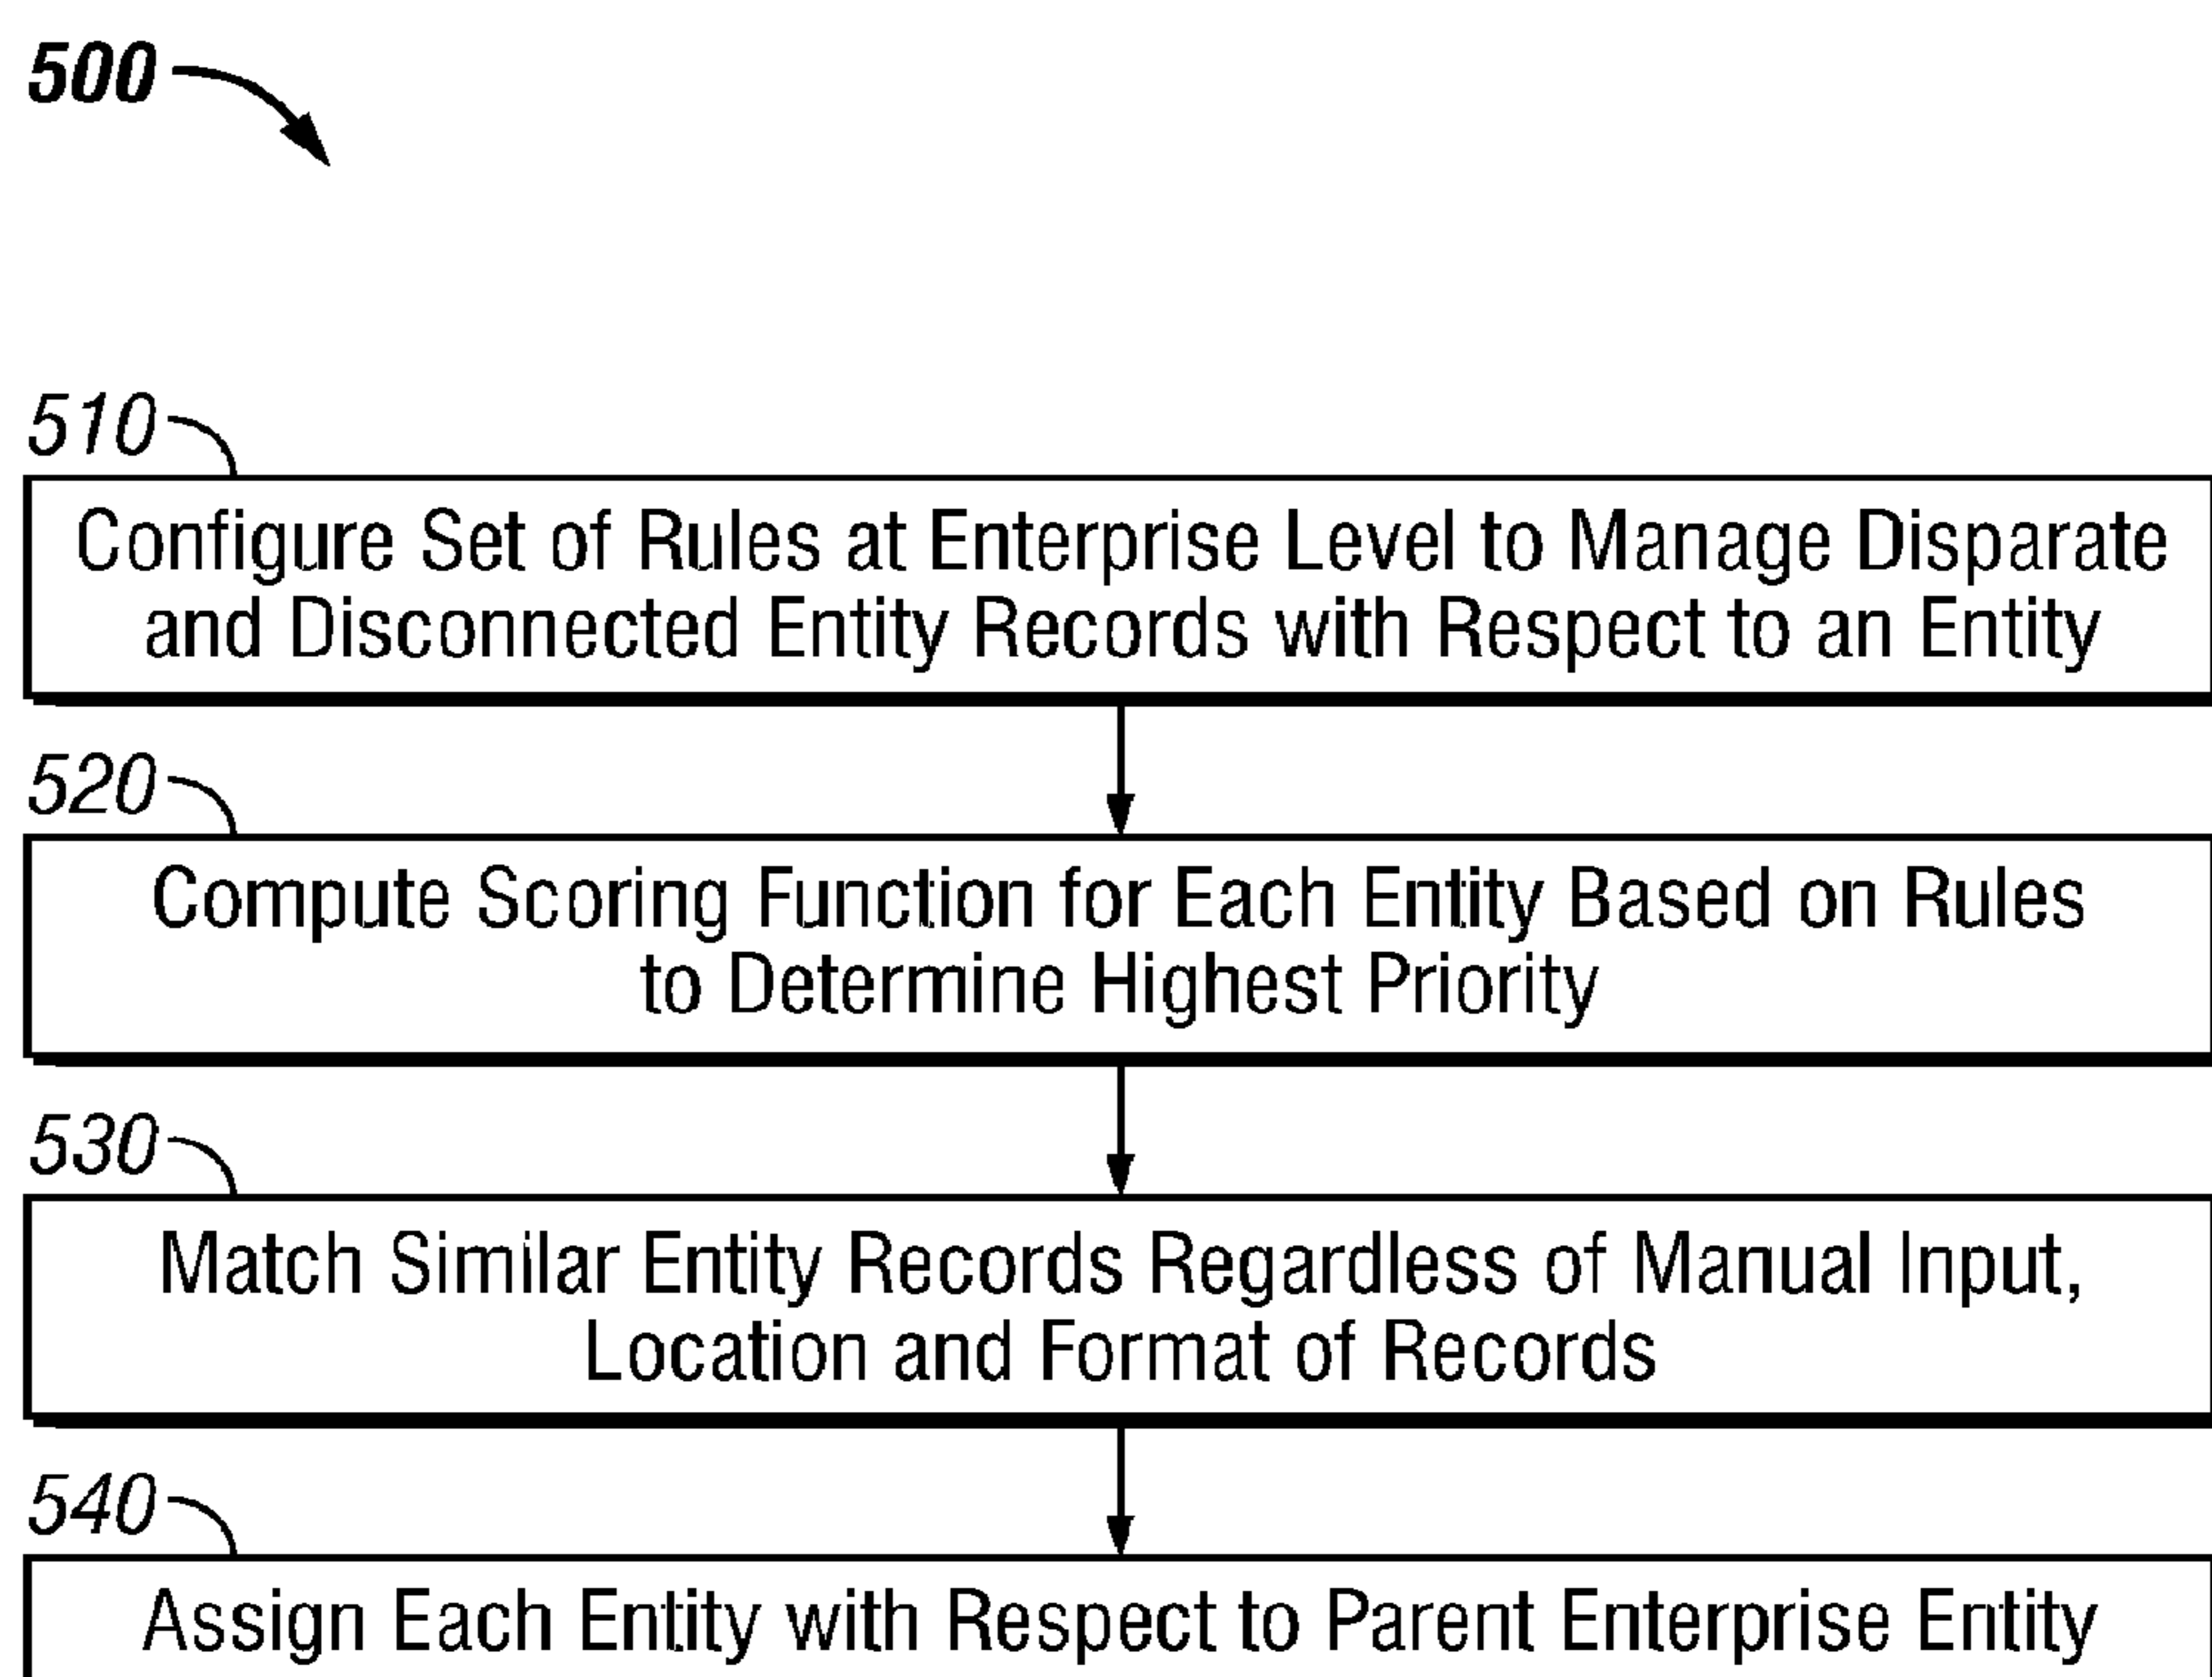 500
510
Configure Set of Rules at Enterprise Level to Manage Disparate
and Disconnected Entity Records with Respect to an Entity
520
Compute Scoring Function for Each Entity Based on Rules
to Determine Highest Priority
530
Match Similar Entity Records Regardless of Manual Input,
Location and Format of Records
540
Assign Each Entity with Respect to Parent Enterprise Entity